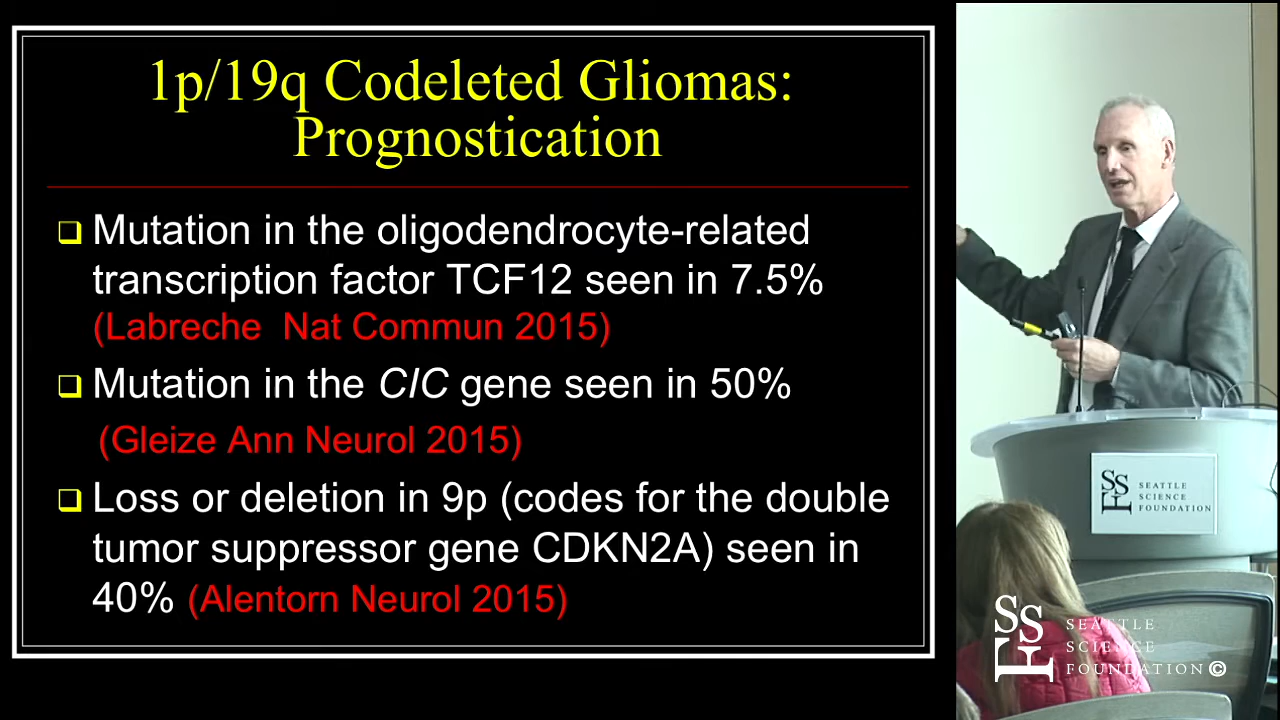 1p/19q Codeleted Gliomas:
Prognostication
Mutation in the oligodendrocyte-related
transcription factor TCF12 seen in 7.5%
(Labreche Nat Commun 2015)
Mutation in the CIC gene seen in 50%
(Gleize Ann Neurol 2015)
Loss or deletion in 9p (codes for the double
tumor suppressor gene CDKN2A) seen in
40% (Alentorn Neurol 2015)
SSF
SEATTLE
SCIENCE
FOUNDATION
SSF
SEATTLE
SCIENCE
FOUNDATION©